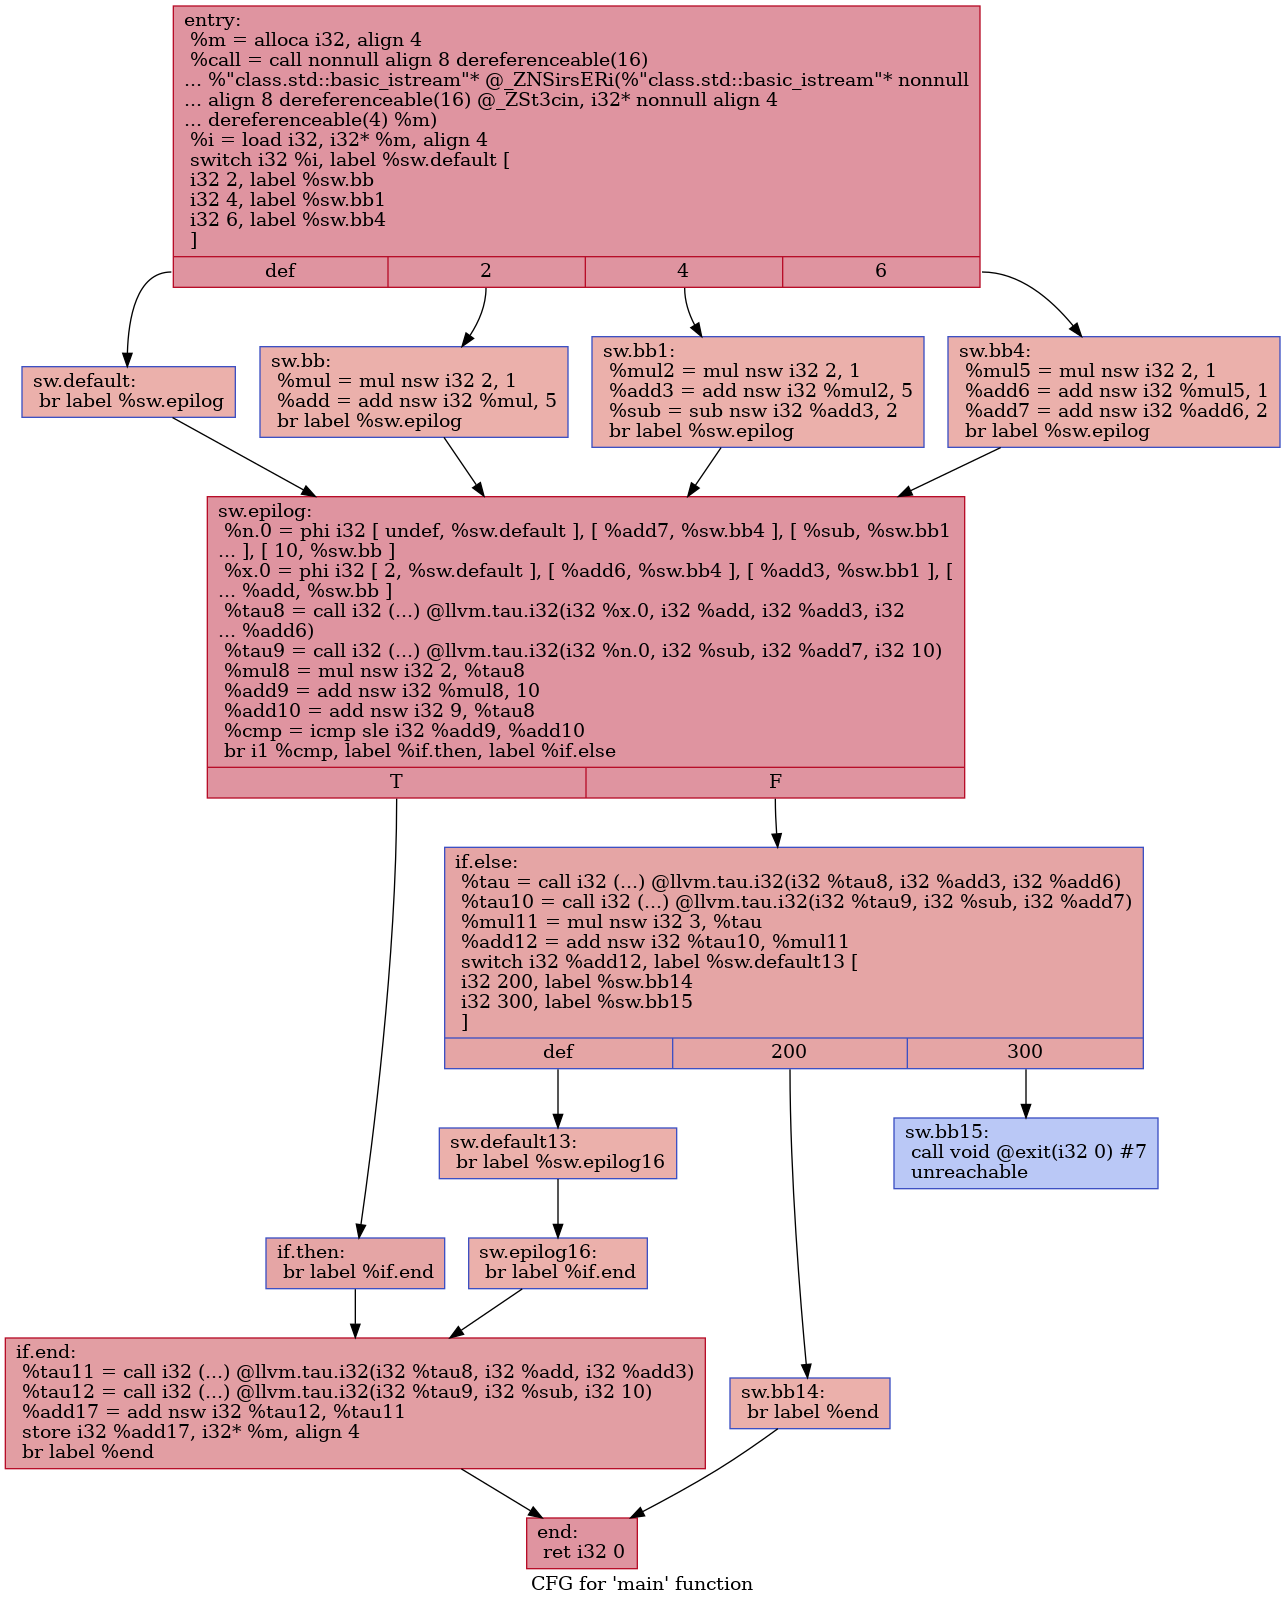 entry:
%m = alloca i32, align 4
%call = call nonnull align 8 dereferenceable(16)
... %"class.std::basic_istream"* @_ZNSirsERi(%"class.std::basic_istream"* nonnull
... align 8 dereferenceable(16) @_ZSt3cin, i32* nonnull align 4
... dereferenceable(4) %m)
%i = load i32, i32* %m, align 4
switch i32 %i, label %sw.default [
i32 2, label %sw.bb
i32 4, label %sw.bb1
i32 6, label %sw.bb4
]
def 2 4 6
sw.default:
br label %sw.epilog
sw.bb:
%mul = mul nsw i32 2, 1
%add = add nsw i32 %mul, 5
br label %sw.epilog
sw.bb1:
%mul2 = mul nsw i32 2, 1
%add3 = add nsw i32 %mul2, 5
%sub = sub nsw i32 %add3, 2
br label %sw.epilog
sw.bb4:
%mul5 = mul nsw i32 2, 1
%add6 = add nsw i32 %mul5, 1
%add7 = add nsw i32 %add6, 2
br label %sw.epilog
sw.epilog:
%n.0 = phi i32 [ undef, %sw.default ], [ %add7, %sw.bb4 ], [ %sub, %sw.bb1
... ], [ 10, %sw.bb ]
%x.0 = phi i32 [ 2, %sw.default ], [ %add6, %sw.bb4 ], [ %add3, %sw.bb1 ], [
... %add, %sw.bb ]
%tau8 = call i32 (...) @llvm.tau.i32(i32 %x.0, i32 %add, i32 %add3, i32
... %add6)
%tau9 = call i32 (...) @llvm.tau.i32(i32 %n.0, i32 %sub, i32 %add7, i32 10)
%mul8 = mul nsw i32 2, %tau8
%add9 = add nsw i32 %mul8, 10
%add10 = add nsw i32 9, %tau8
%cmp = icmp sle i32 %add9, %add10
br i1 %cmp, label %if.then, label %if.else
T F
if.else:
%tau = call i32 (...) @llvm.tau.i32(i32 %tau8, i32 %add3, i32 %add6)
%tau10 = call i32 (...) @llvm.tau.i32(i32 %tau9, i32 %sub, i32 %add7)
%mul11 = mul nsw i32 3, %tau
%add12 = add nsw i32 %tau10, %mul11
switch i32 %add12, label %sw.default13 [
i32 200, label %sw.bb14
i32 300, label %sw.bb15
]
def 200 300
sw.default13:
br label %sw.epilog16
sw.bb15:
call void @exit(i32 0) #7
unreachable
if.then:
br label %if.end
sw.epilog16:
br label %if.end
if.end:
%tau11 = call i32 (...) @llvm.tau.i32(i32 %tau8, i32 %add, i32 %add3)
%tau12 = call i32 (...) @llvm.tau.i32(i32 %tau9, i32 %sub, i32 10)
%add17 = add nsw i32 %tau12, %tau11
store i32 %add17, i32* %m, align 4
br label %end
sw.bb14:
br label %end
end:
ret i32 0
CFG for 'main' function